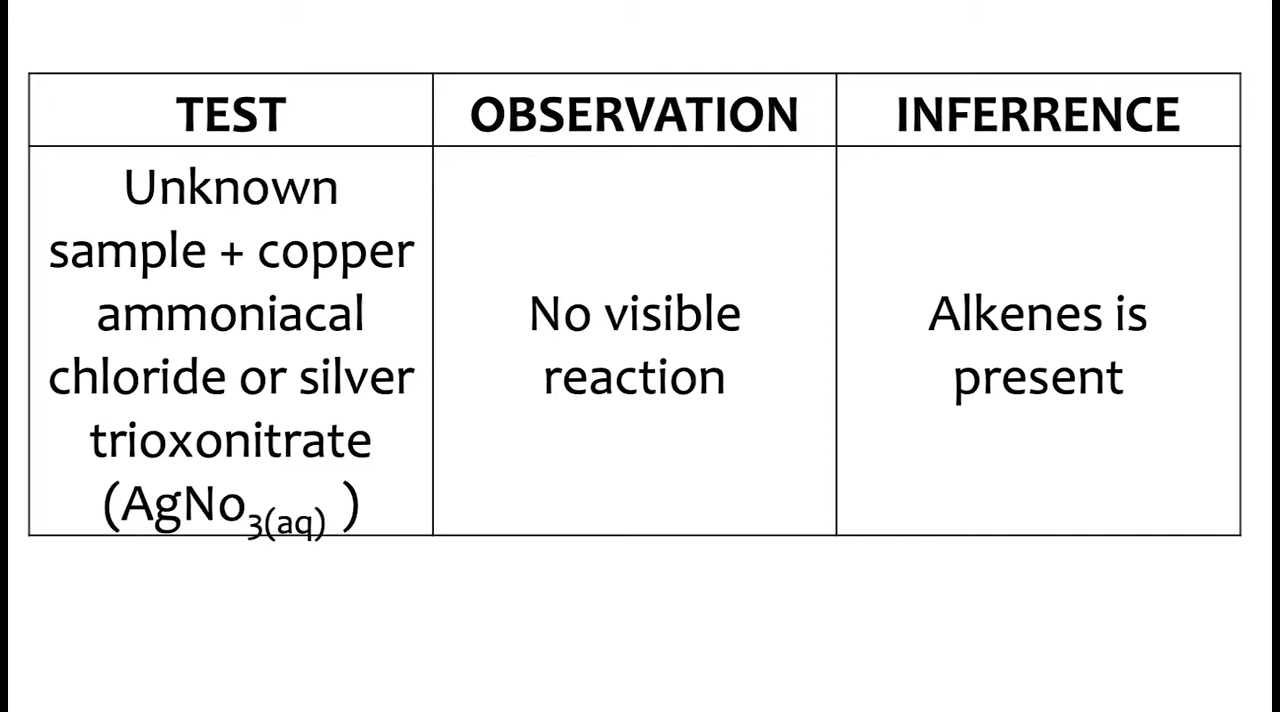 TEST
OBSERVATION
INFERRENCE
Unknown
sample + copper
ammoniacal
chloride or silver
trioxonitrate
(AgNo3(aq) )
No visible
reaction
Alkenes is
present